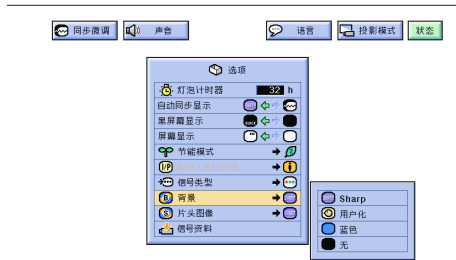 同步微调 声音 语言 投影模式 状态
选项
灯泡计时器 32 h
自动同步显示
黑屏幕显示 BLACK
屏幕显示
节能模式
I/P
信号类型
B 背景
S 片头图像
信号资料
Sharp
用户化
蓝色
无